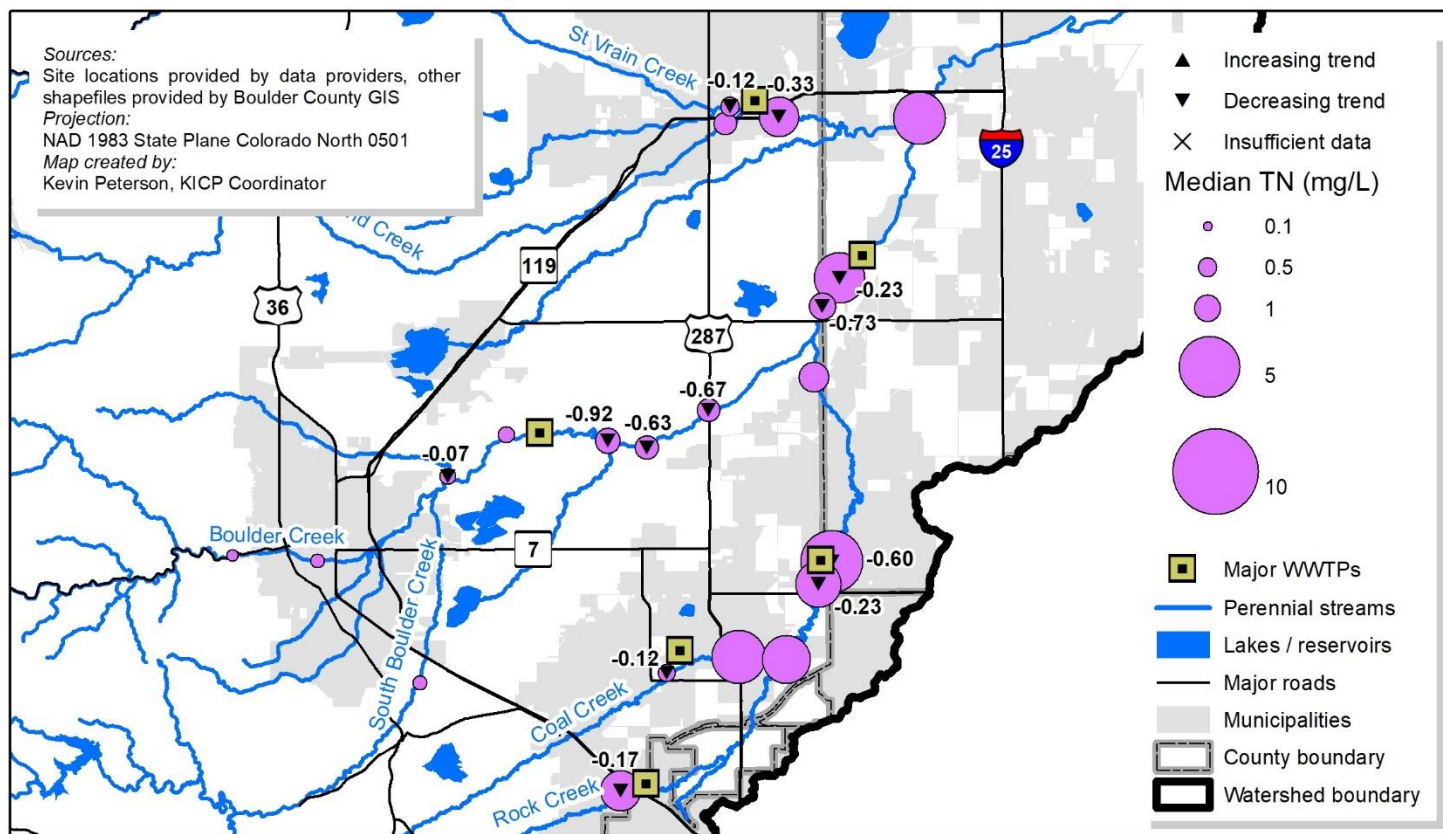 Sources:
Site locations provided by data providers, other
shapefiles provided by Boulder County GIS
Projection:
NAD 1983 State Plane Colorado North 0501
Map created by:
Kevin Peterson, KICP Coordinator
St Vrain Creek
-0.12
-0.33
25
Creek
119
36
-0.23
-0.73
287
-0.67
-0.92
-0.63
-0.07
Boulder Creek
7
South Boulder Creek
-0.60
-0.23
-0.12
Coal Creek
-0.17
Rock Creek
Increasing trend
Decreasing trend
Insufficient data
Median TN (mg/L)
0.1
0.5
1
5
10
Major WWTPs
Perennial streams
Lakes / reservoirs
Major roads
Municipalities
County boundary
Watershed boundary